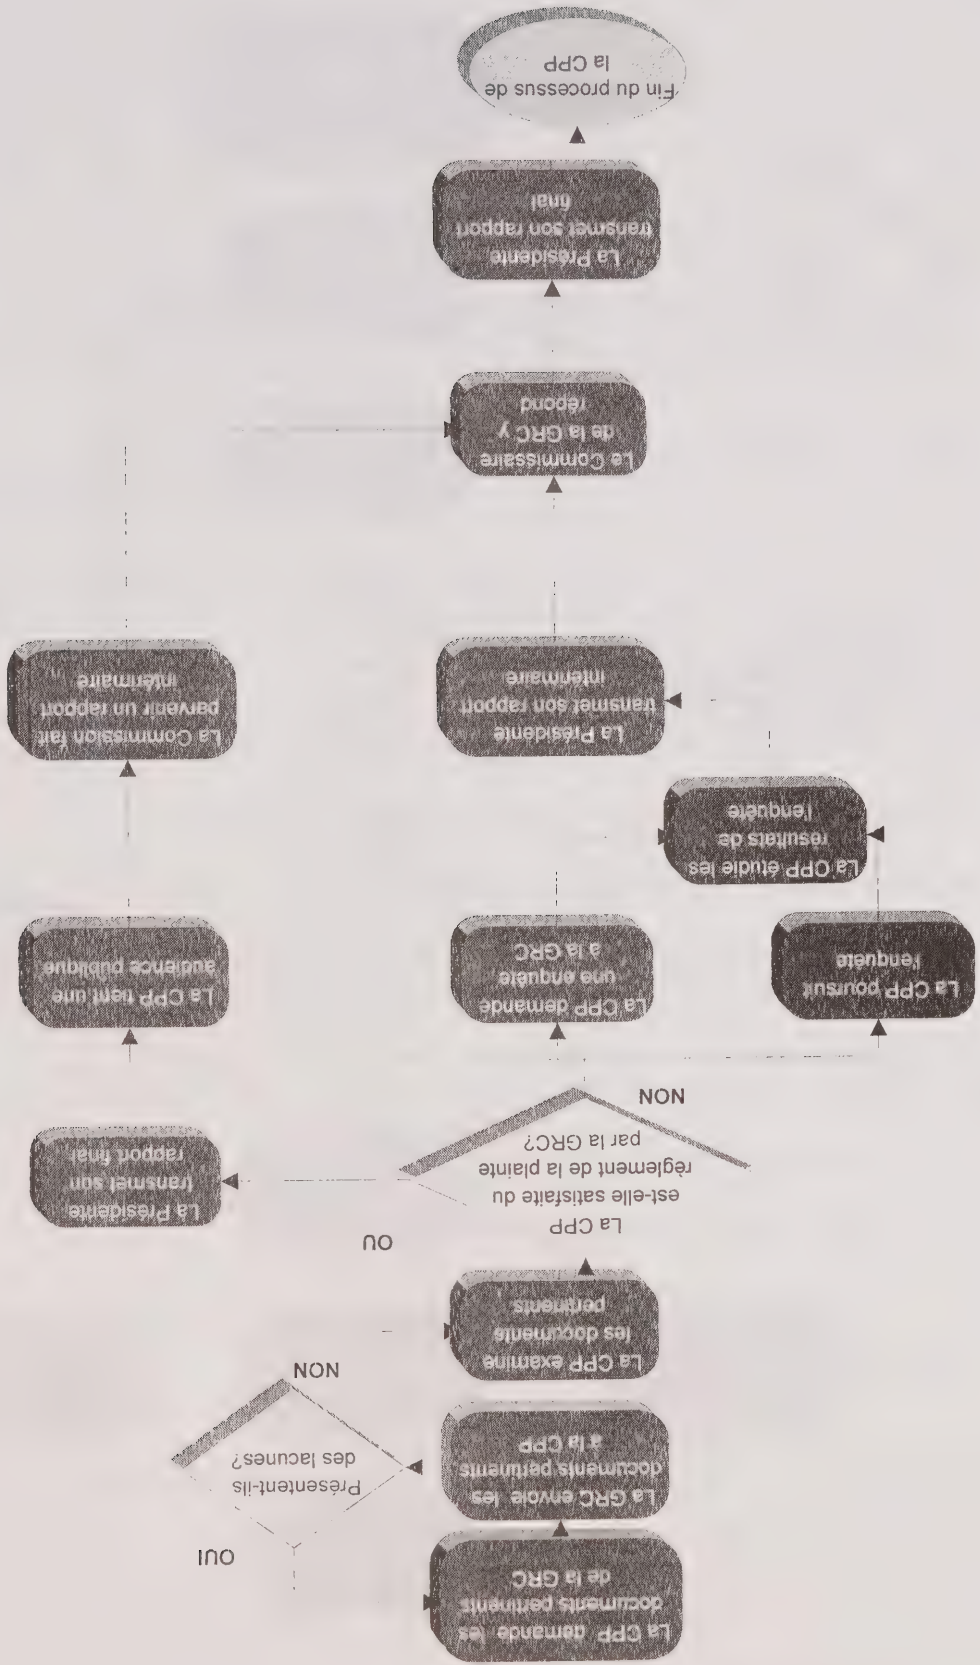 La CPP demande les
documents pertinents
de la GRC
La GRC envoie les
documents pertinents
à la CPP
OUI
Présentent-ils
des lacunes?
NON
La CPP examine
les documents
pertinents
La CPP
est-elle satisfaite du
règlement de la plainte
par la GRC?
OU
NON
La Présidente
transmet son
rapport final
La CPP poursuit
l'enquête
La CPP demande
une enquête
à la GRC
La CPP tient une
audience publique
La CPP étudie les
résultats de
l'enquête
La Présidente
transmet son rapport
intérimaire
La Commission fait
parvenir un rapport
intérimaire
Le Commissaire
de la GRC y
répond
La Présidente
transmet son rapport
final
Fin du processus de
la CPP